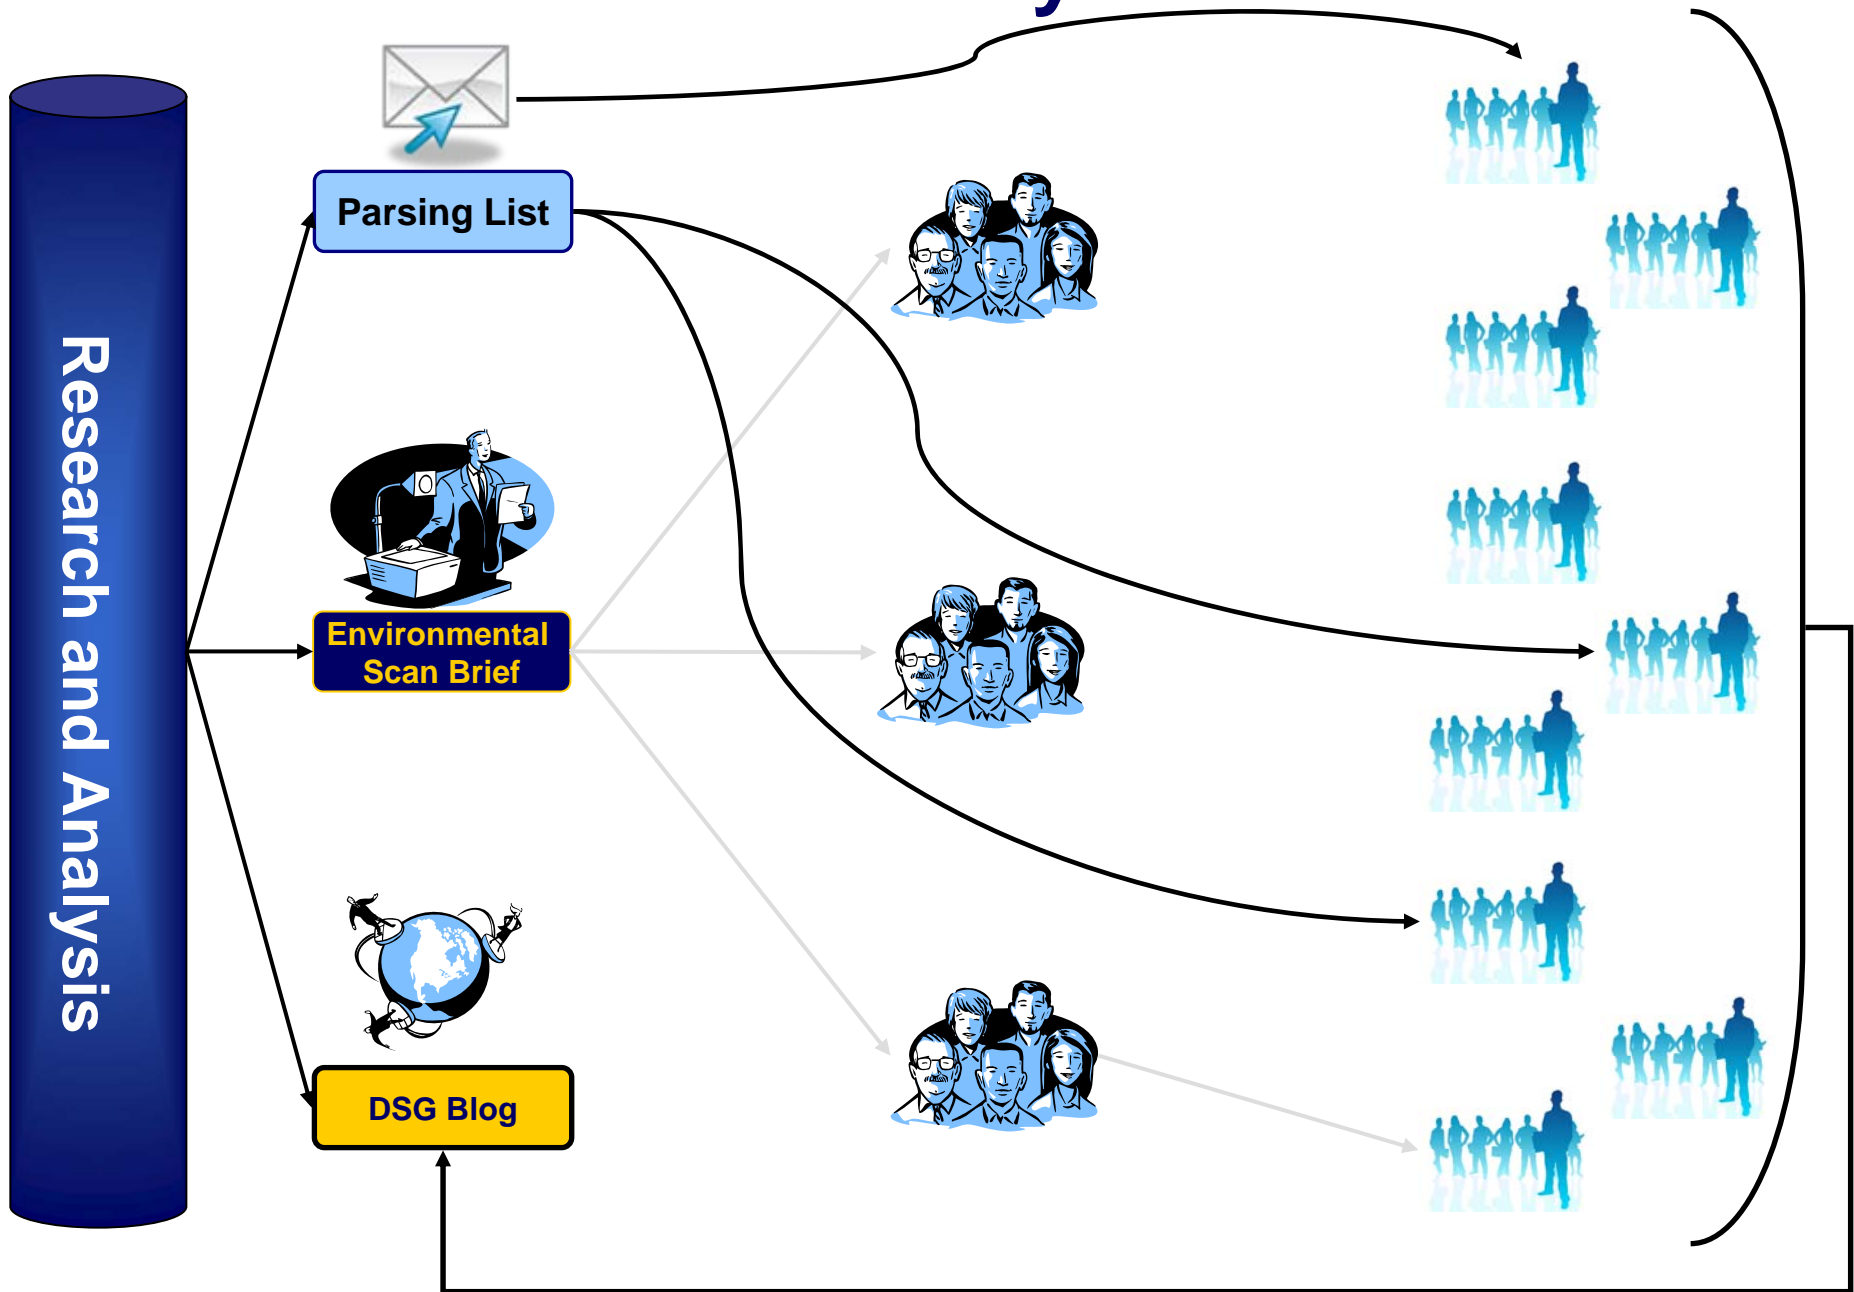 Research and Analysis
Parsing List
Environmental
Scan Brief
DSG Blog